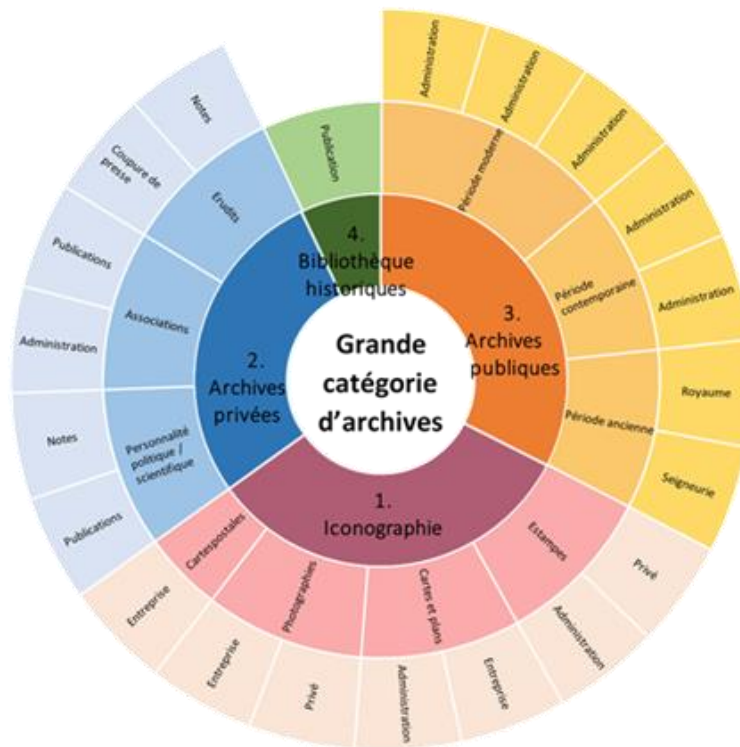 Grande
catégorie
d'archives
1.
Iconographie
Cartespostales
Entreprise
Photographies
Entreprise
Privé
Cartes et plans
Administration
Entreprise
Estampes
Administration
Privé
2.
Archives
privées
Personnalité
politique /
scientifique
Publications
Notes
Associations
Administration
Publications
Erudits
Coupure de
presse
Notes
3.
Archives
publiques
Période moderne
Administration
Administration
Administration
Période
contemporaine
Administration
Administration
Période ancienne
Royaume
Seigneurie
4.
Bibliothèque
historiques
Publication